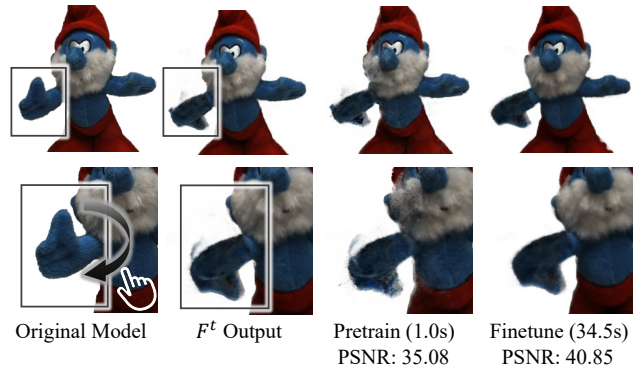 Original Model
F^t Output
Pretrain (1.0s)
PSNR: 35.08
Finetune (34.5s)
PSNR: 40.85